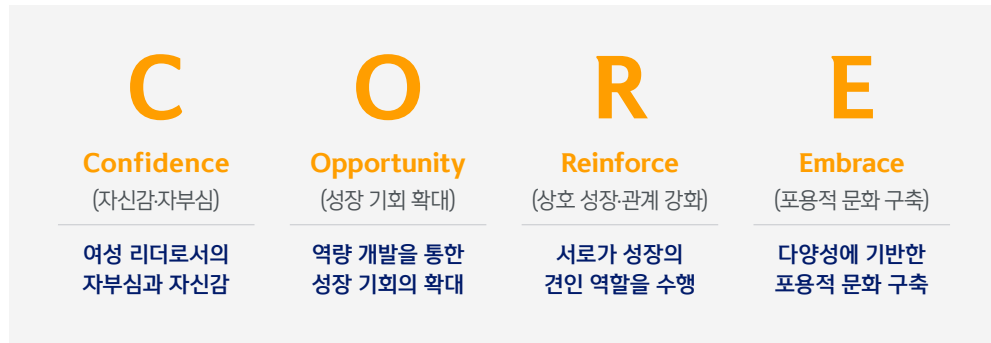 C O R E
Confidence Opportunity Reinforce Embrace
(자신감·자부심) (성장 기회 확대) (상호 성장·관계 강화) (포용적 문화 구축)
여성 리더로서의 역량 개발을 통한 서로가 성장의 다양성에 기반한
자부심과 자신감 성장 기회의 확대 견인 역할을 수행 포용적 문화 구축